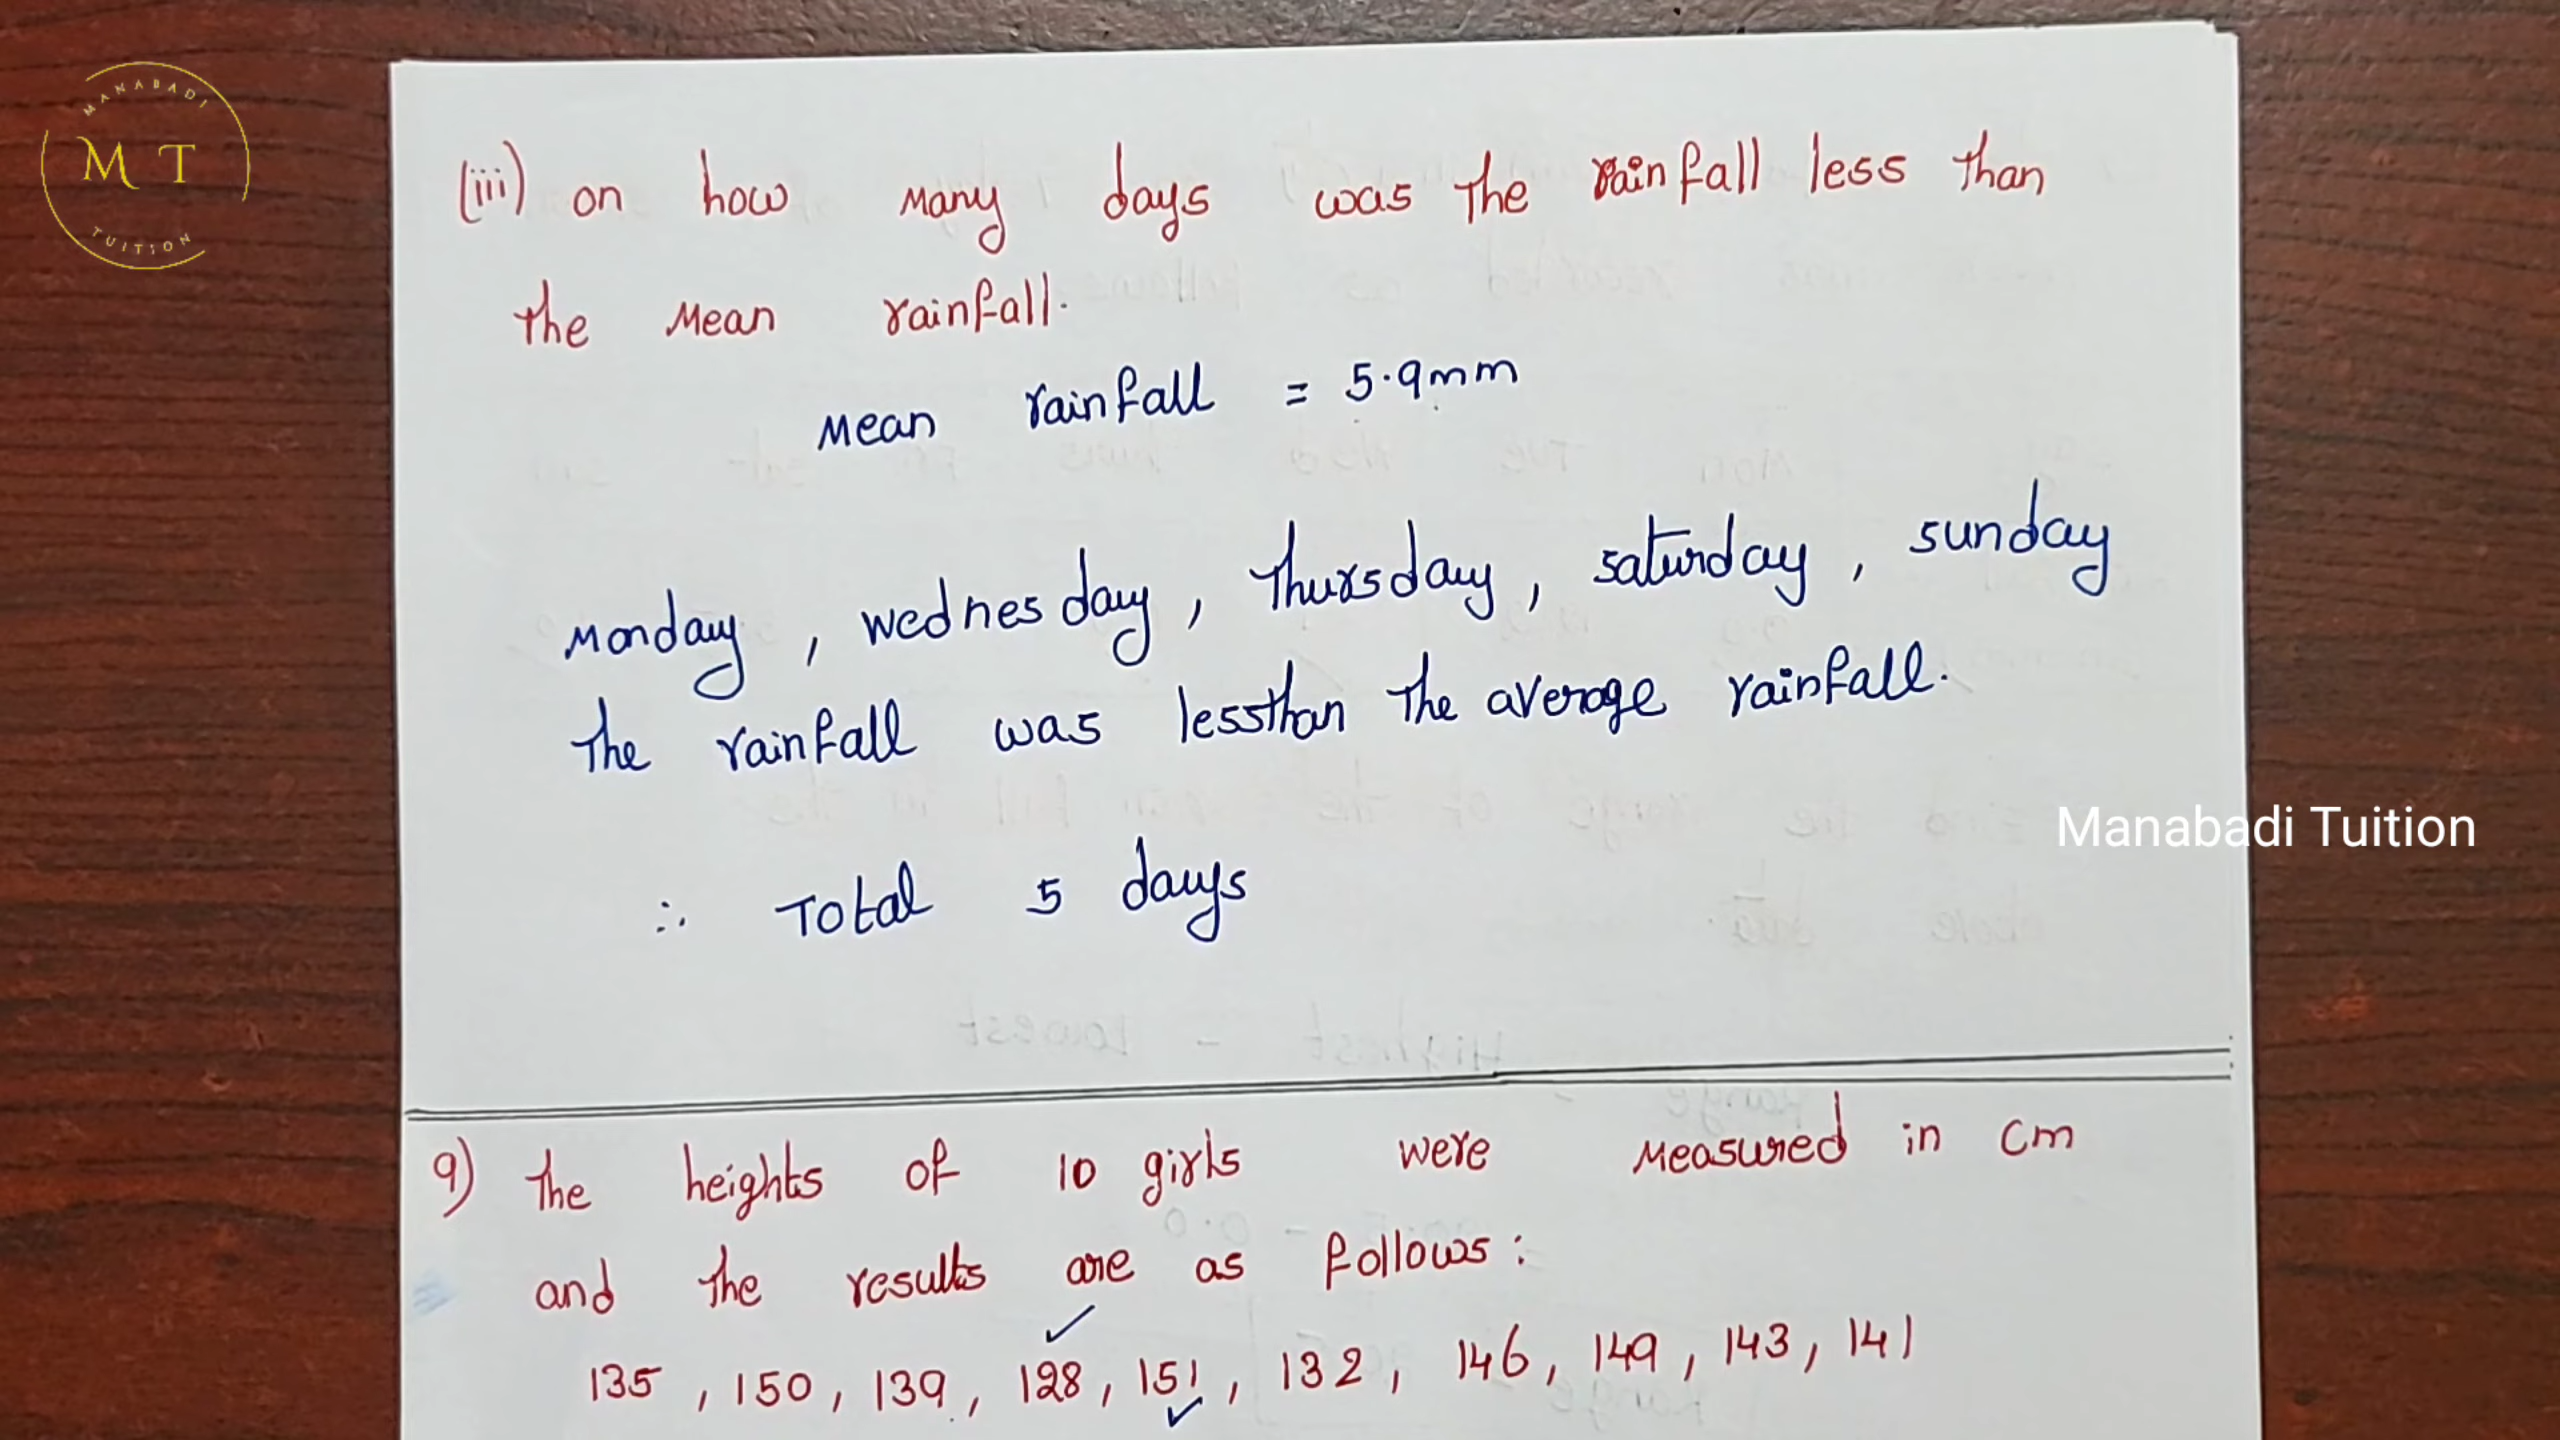 MANABADI
MT
TUITION
(iii) on how many days was the rainfall less than
the Mean rainfall.
Mean rainfall = 5.9mm
Monday , wednesday , Thursday , saturday , sunday
The rainfall was lessthan the average rainfall.
Manabadi Tuition
∴ Total 5 days
9) The heights of 10 girls were Measured in cm
and the results are as follows :
135 , 150 , 139 , 128 , 151 , 132 , 146 , 149 , 143 , 141